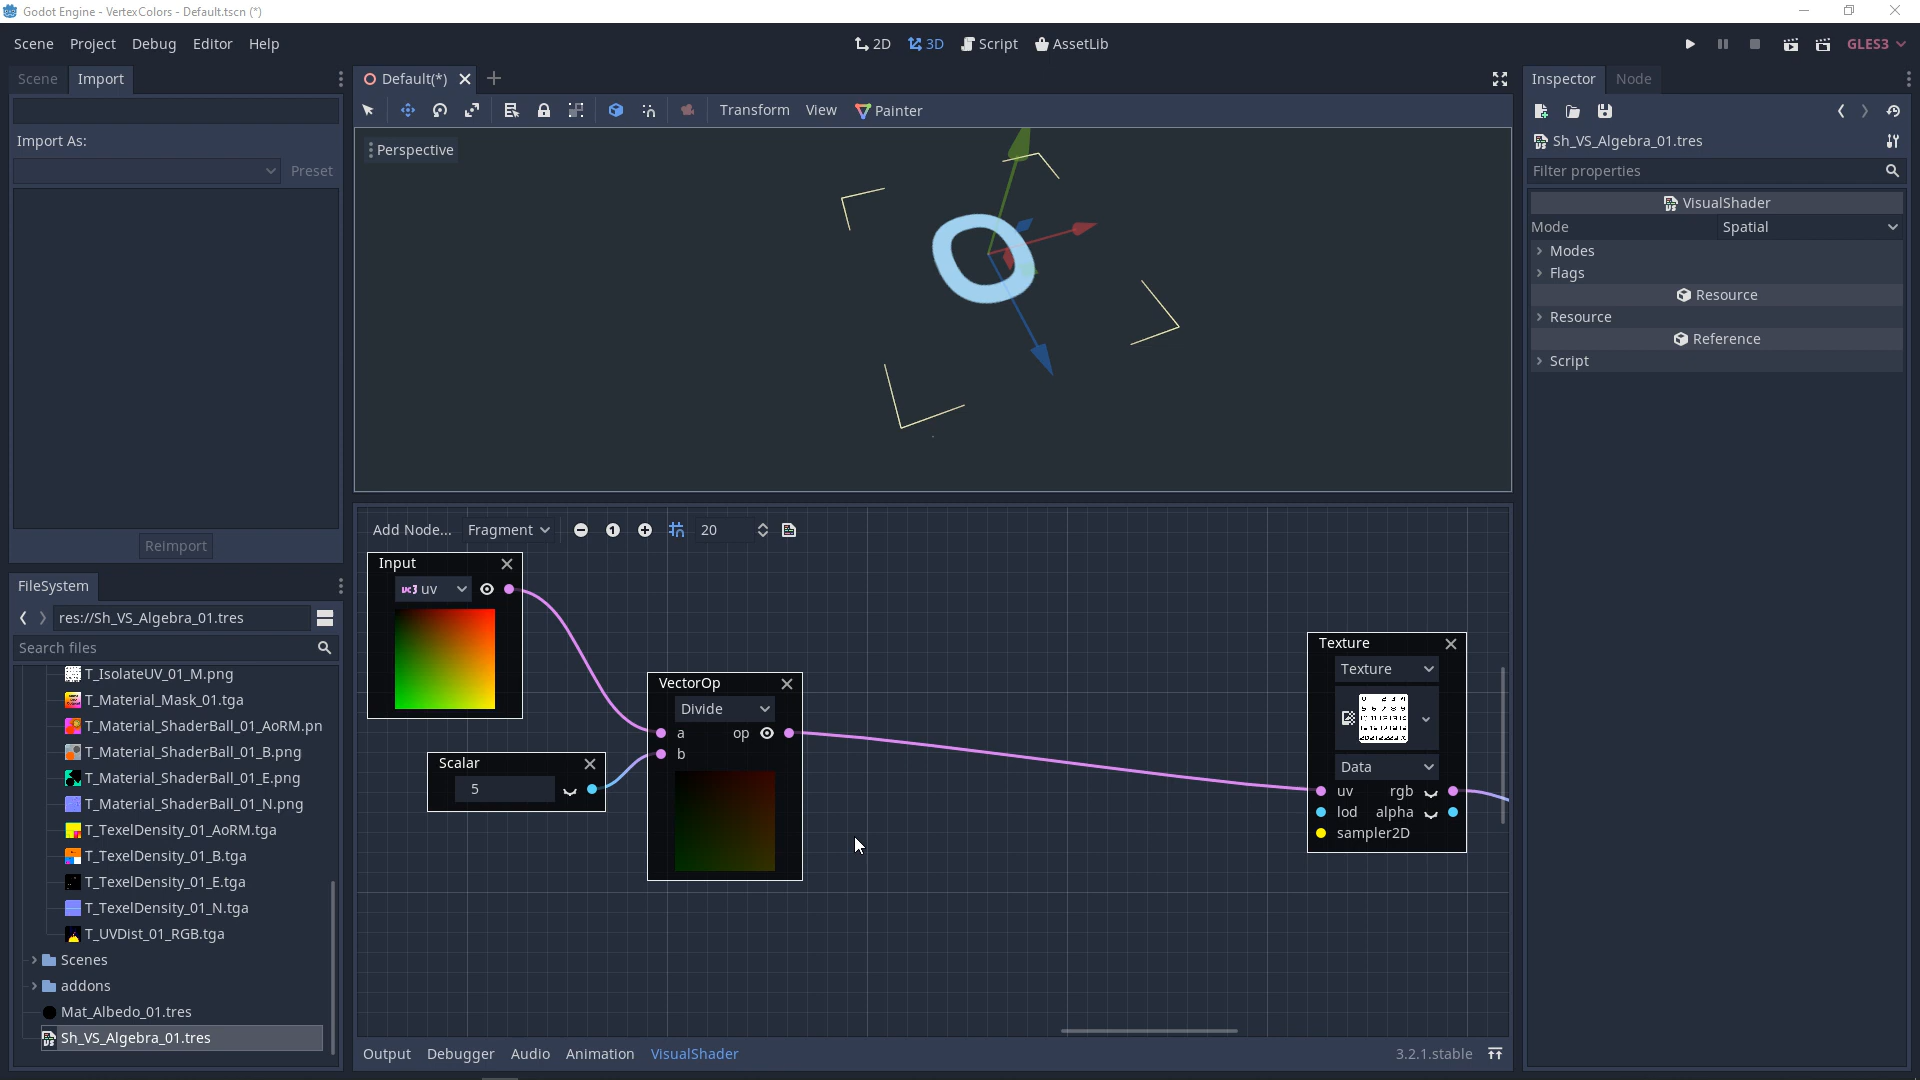 Godot Engine - VertexColors - Default.tscn (*)
Scene Project Debug Editor Help
2D 3D Script AssetLib
GLES3
Scene Import
Import As:
Preset
Reimport
FileSystem
res://Sh_VS_Algebra_01.tres
Search files
T_IsolateUV_01_M.png
T_Material_Mask_01.tga
T_Material_ShaderBall_01_AoRM.pn
T_Material_ShaderBall_01_B.png
T_Material_ShaderBall_01_E.png
T_Material_ShaderBall_01_N.png
T_TexelDensity_01_AoRM.tga
T_TexelDensity_01_B.tga
T_TexelDensity_01_E.tga
T_TexelDensity_01_N.tga
T_UVDist_01_RGB.tga
Scenes
addons
Mat_Albedo_01.tres
Sh_VS_Algebra_01.tres
Default(*)
Transform View Painter
Perspective
Add Node... Fragment 1 20
Input
vc3 uv
Scalar
5
VectorOp
Divide
a op
b
Texture
Texture
Data
uv rgb
lod alpha
sampler2D
Output Debugger Audio Animation VisualShader
3.2.1.stable
Inspector Node
Sh_VS_Algebra_01.tres
Filter properties
VisualShader
Mode Spatial
Modes
Flags
Resource
Resource
Reference
Script